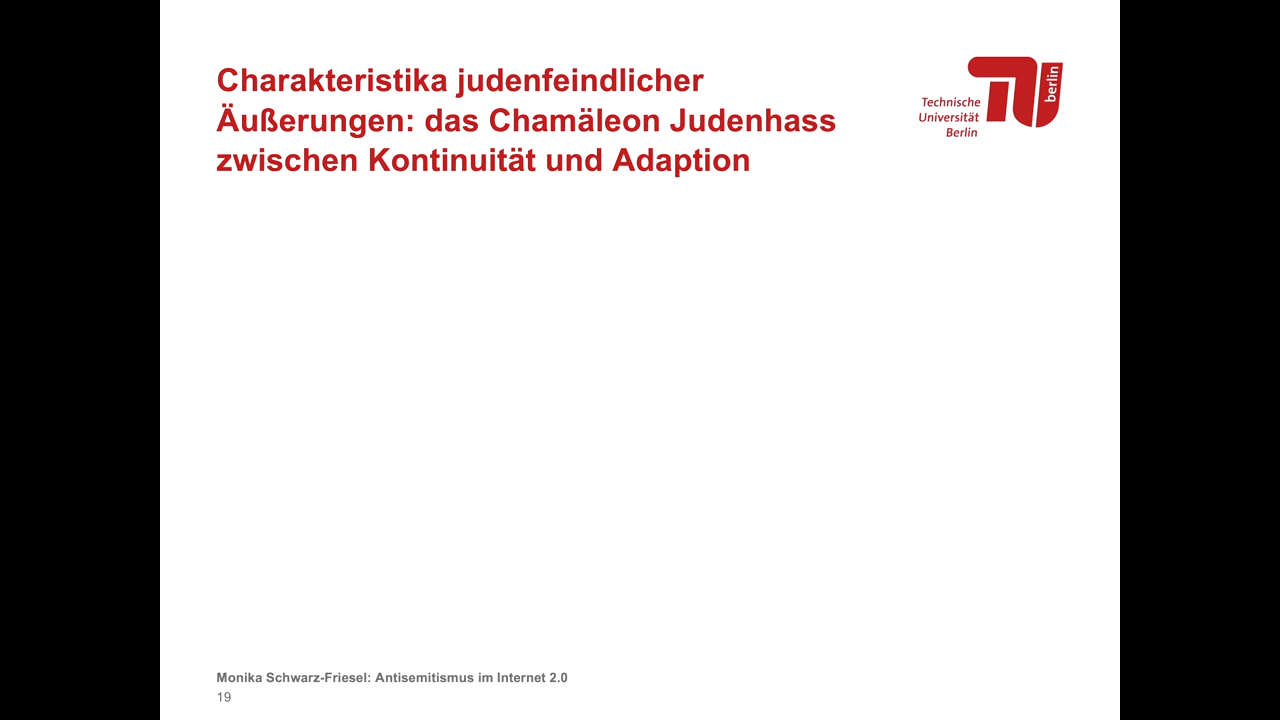 Charakteristika judenfeindlicher
Äußerungen: das Chamäleon Judenhass
zwischen Kontinuität und Adaption
Technische
Universität
Berlin
berlin
Monika Schwarz-Friesel: Antisemitismus im Internet 2.0
19